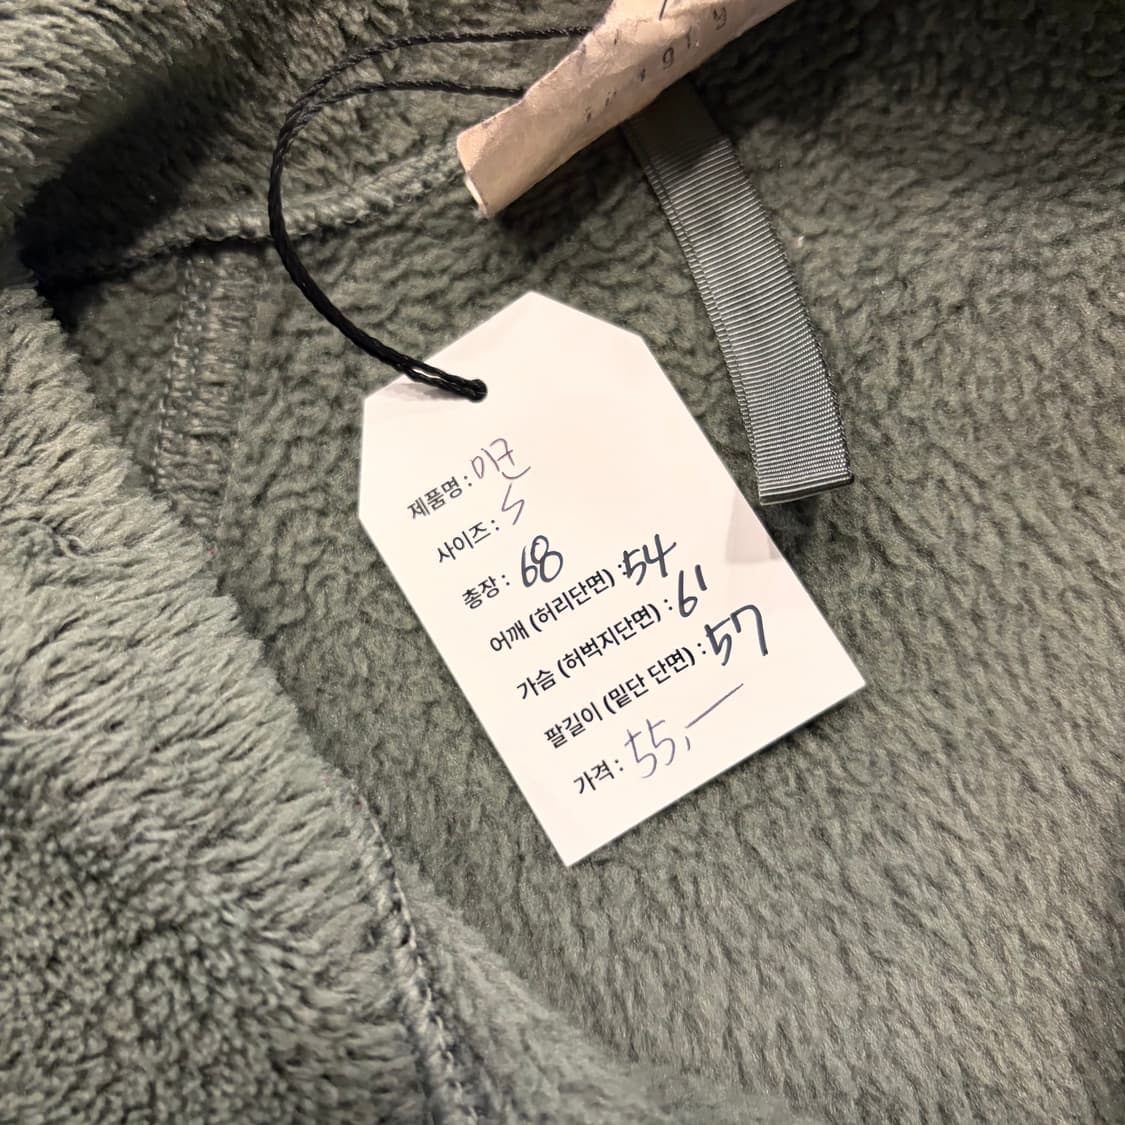 제품명 : 미군
사이즈 : S
총장 : 68
어깨 (허리단면) : 54
가슴 (허벅지단면) : 61
팔길이 (밑단 단면) : 57
가격 : 55,—